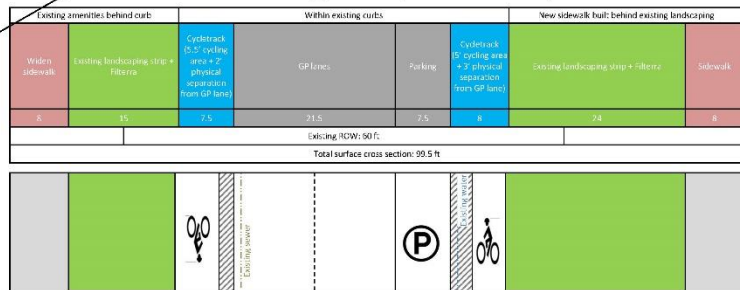 Existing amenities behind curb
Within existing curbs
New sidewalk built behind existing landscaping
Widen
sidewalk
Existing landscaping strip +
Filterra
Cycletrack
(5.5' cycling
area + 2'
physical
separation
from GP lane)
GP lanes
Parking
Cycletrack
(5' cycling area
+ 3' physical
separation
from GP lane)
Existing landscaping strip + Filterra
Sidewalk
8
15
7.5
21.5
7.5
8
24
8
Existing ROW: 60 ft
Total surface cross section: 99.5 ft
Existing sewer
P
Existing